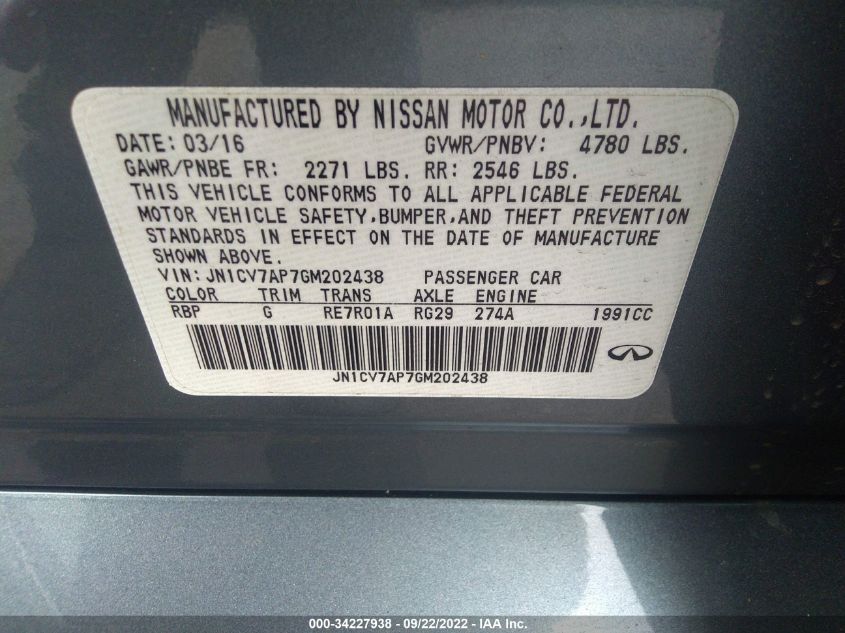 MANUFACTURED BY NISSAN MOTOR CO.,LTD.
DATE: 03/16 GVWR/PNBV: 4780 LBS.
GAWR/PNBE FR: 2271 LBS. RR: 2546 LBS.
THIS VEHICLE CONFORMS TO ALL APPLICABLE FEDERAL
MOTOR VEHICLE SAFETY,BUMPER,AND THEFT PREVENTION
STANDARDS IN EFFECT ON THE DATE OF MANUFACTURE
SHOWN ABOVE.
VIN: JN1CV7AP7GM202438 PASSENGER CAR
COLOR TRIM TRANS AXLE ENGINE
RBP G RE7R01A RG29 274A 1991CC
JN1CV7AP7GM202438
000-34227938 - 09/22/2022 - IAA Inc.